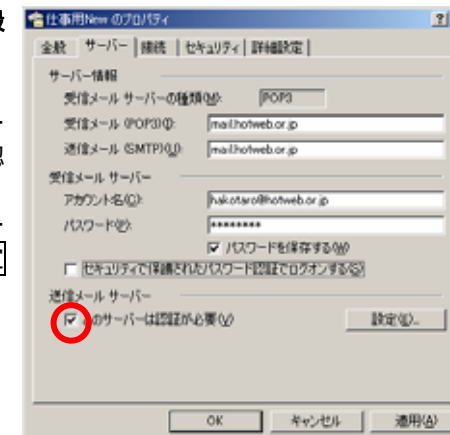 仕事用New のプロパティ
全般 サーバー 接続 セキュリティ 詳細設定
サーバー情報
受信メール サーバーの種類(M): POP3
受信メール (POP3)(I): mail.hotweb.or.jp
送信メール (SMTP)(U): mail.hotweb.or.jp
受信メール サーバー
アカウント名(C): hakotaro@hotweb.or.jp
パスワード(P): ********
パスワードを保存する(W)
セキュリティで保護されたパスワード認証でログオンする(S)
送信メール サーバー
このサーバーは認証が必要(V) 設定(E)...
OK キャンセル 適用(A)